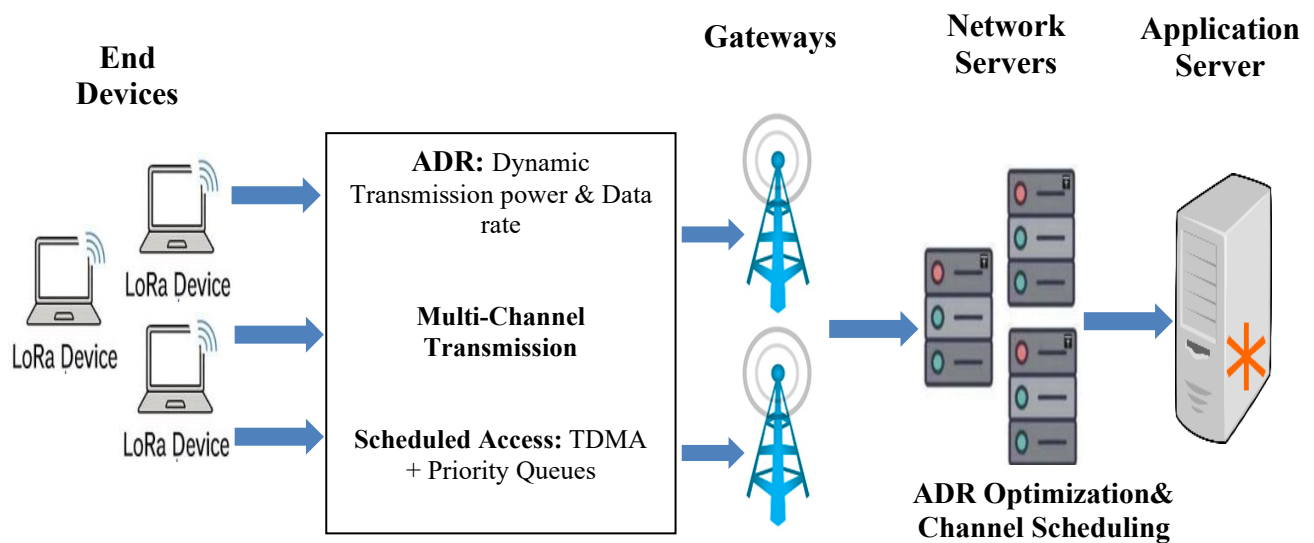 End
Devices
Gateways
Network
Servers
Application
Server
LoRa Device
LoRa Device
LoRa Device
ADR: Dynamic
Transmission power & Data
rate
Multi-Channel
Transmission
Scheduled Access: TDMA
+ Priority Queues
ADR Optimization&
Channel Scheduling